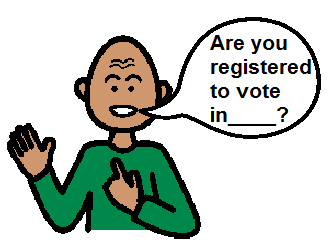 Are you
registered
to vote
in____?